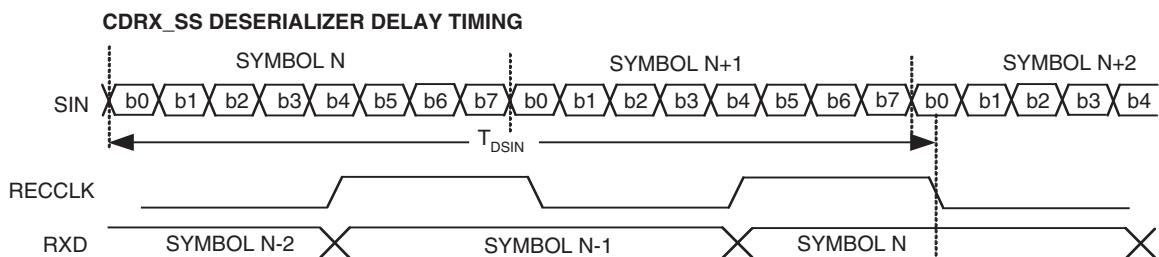 CDRX_SS DESERIALIZER DELAY TIMING
SYMBOL N SYMBOL N+1 SYMBOL N+2
SIN b0 b1 b2 b3 b4 b5 b6 b7 b0 b1 b2 b3 b4 b5 b6 b7 b0 b1 b2 b3 b4
TDSIN
RECCLK
RXD SYMBOL N-2 SYMBOL N-1 SYMBOL N